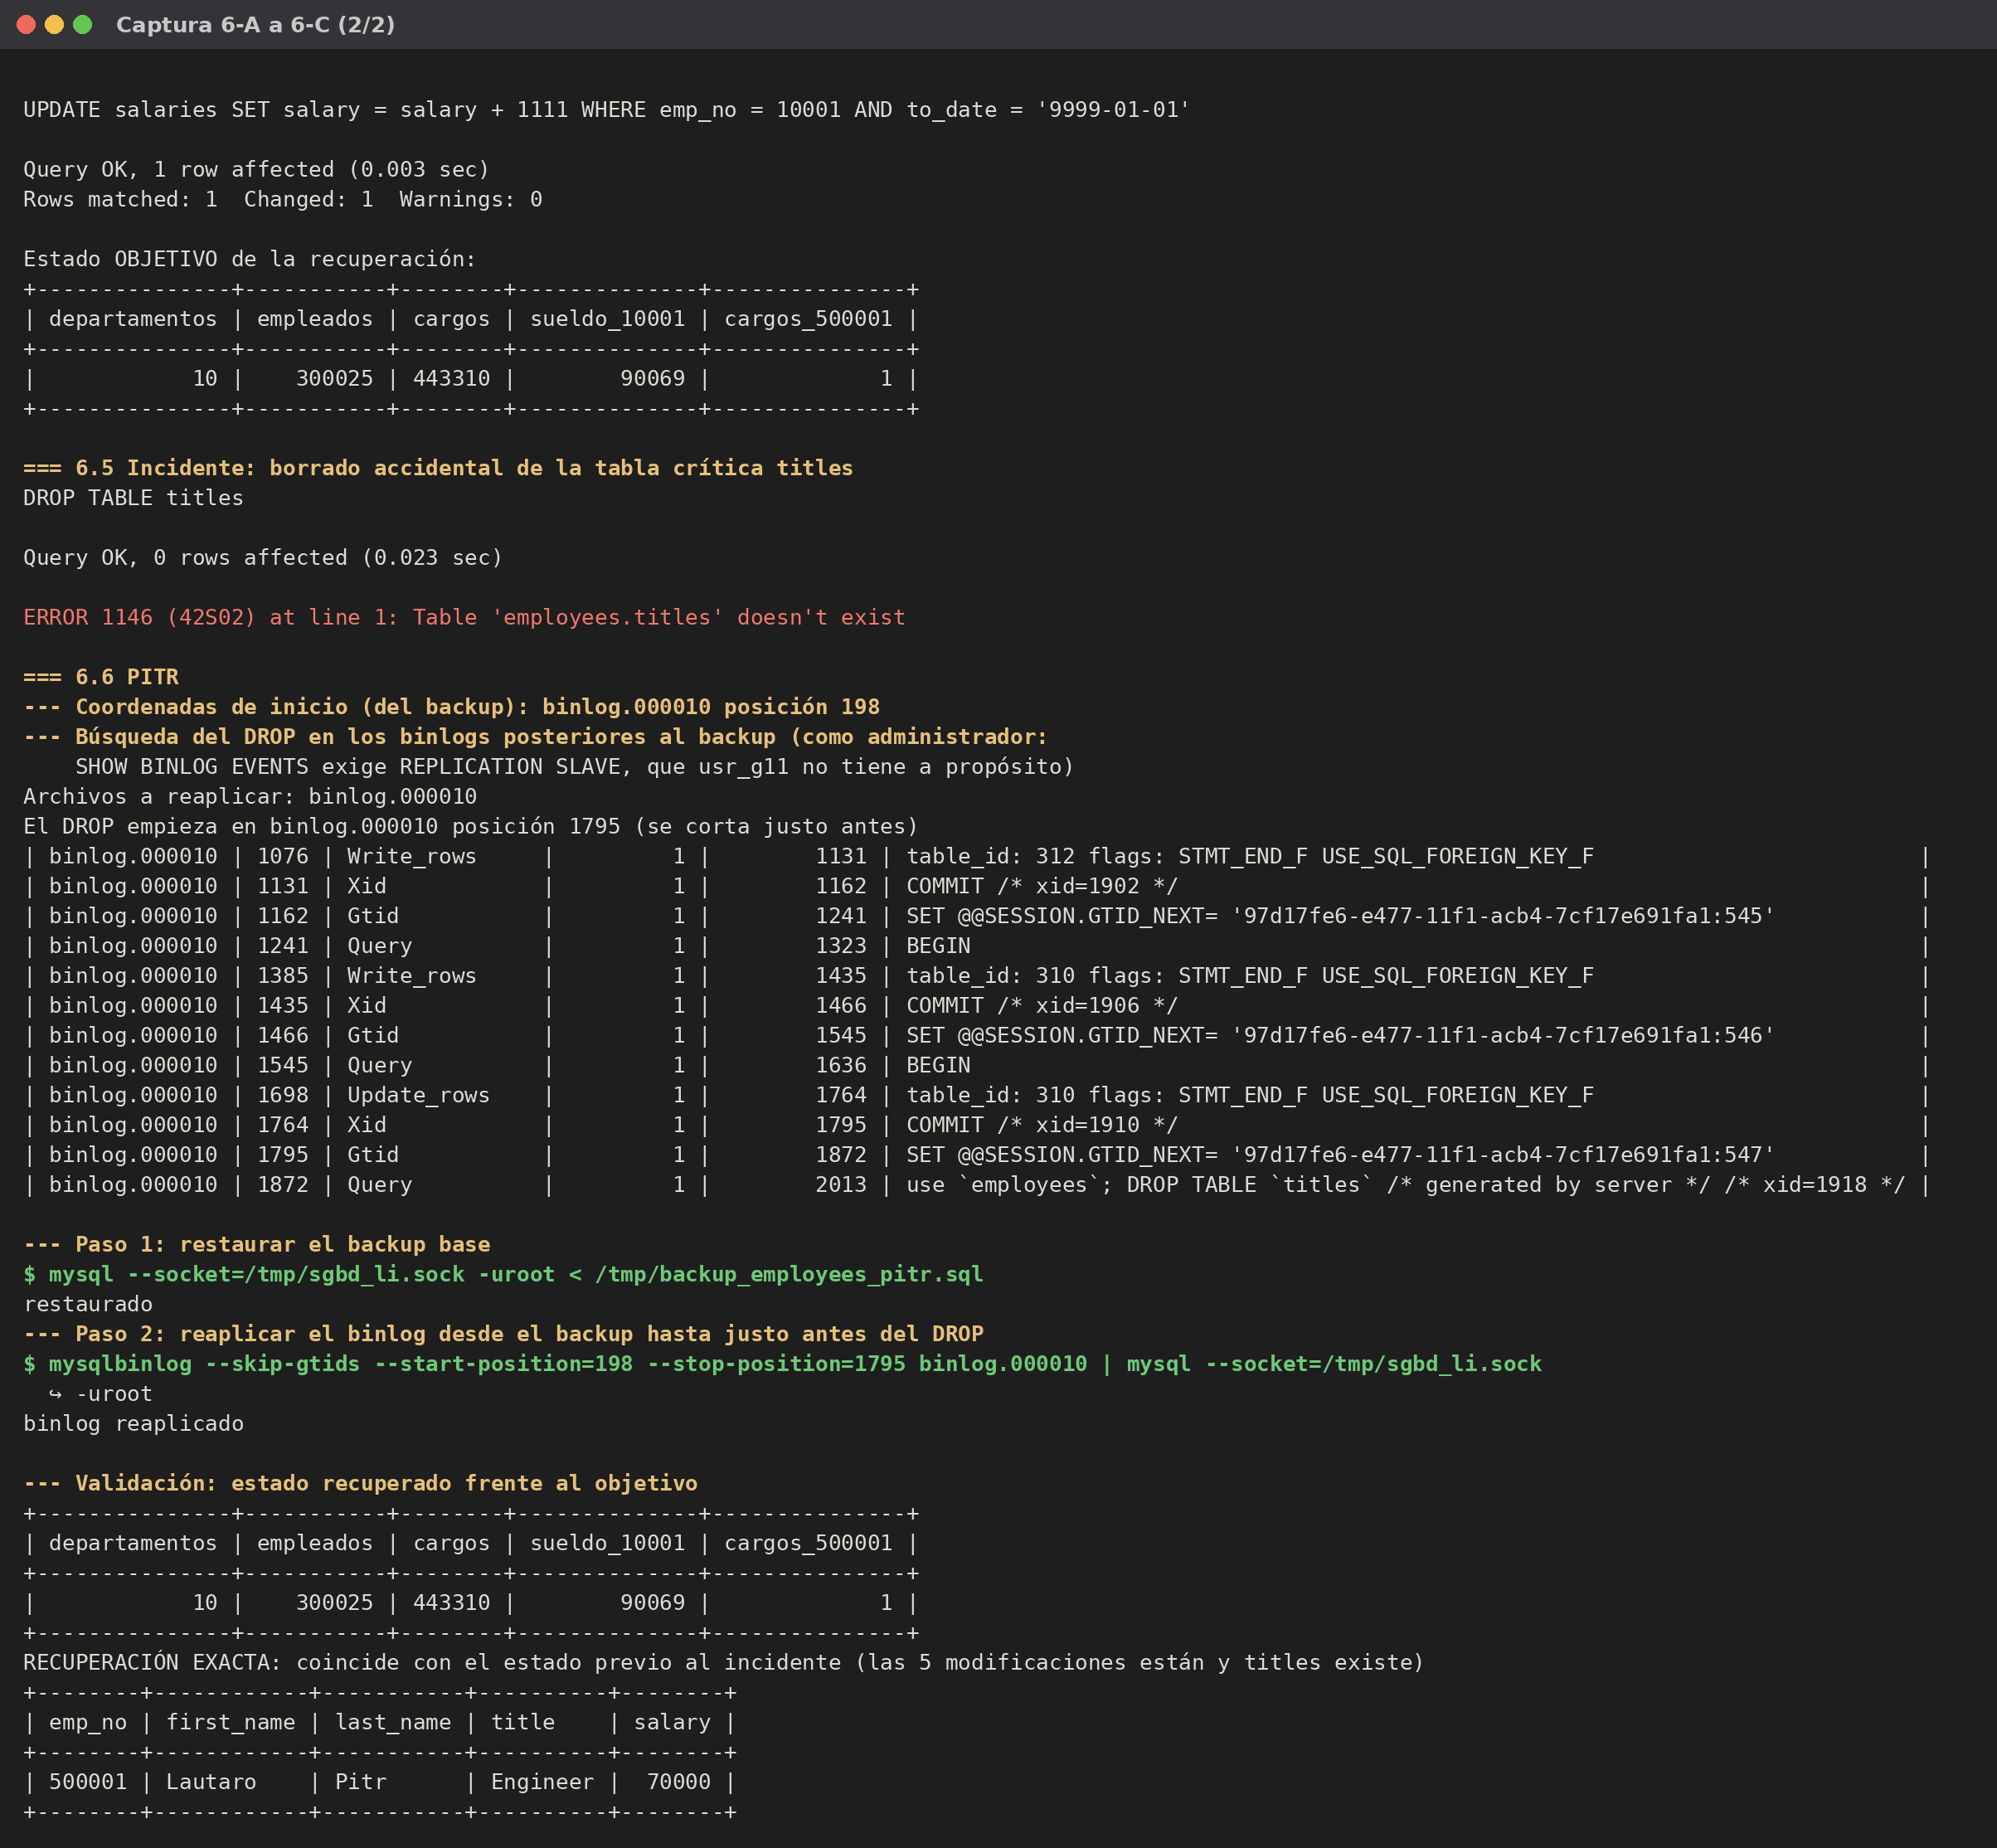 Captura 6-A a 6-C (2/2)
UPDATE salaries SET salary = salary + 1111 WHERE emp_no = 10001 AND to_date = '9999-01-01'
Query OK, 1 row affected (0.003 sec)
Rows matched: 1  Changed: 1  Warnings: 0
Estado OBJETIVO de la recuperación:
+---------------+-----------+--------+--------------+---------------+
| departamentos | empleados | cargos | sueldo_10001 | cargos_500001 |
+---------------+-----------+--------+--------------+---------------+
|            10 |    300025 | 443310 |        90069 |             1 |
+---------------+-----------+--------+--------------+---------------+
=== 6.5 Incidente: borrado accidental de la tabla crítica titles
DROP TABLE titles
Query OK, 0 rows affected (0.023 sec)
ERROR 1146 (42S02) at line 1: Table 'employees.titles' doesn't exist
=== 6.6 PITR
--- Coordenadas de inicio (del backup): binlog.000010 posición 198
--- Búsqueda del DROP en los binlogs posteriores al backup (como administrador:
    SHOW BINLOG EVENTS exige REPLICATION SLAVE, que usr_g11 no tiene a propósito)
Archivos a reaplicar: binlog.000010
El DROP empieza en binlog.000010 posición 1795 (se corta justo antes)
| binlog.000010 | 1076 | Write_rows     |         1 |        1131 | table_id: 312 flags: STMT_END_F USE_SQL_FOREIGN_KEY_F                         |
| binlog.000010 | 1131 | Xid            |         1 |        1162 | COMMIT /* xid=1902 */                                                         |
| binlog.000010 | 1162 | Gtid           |         1 |        1241 | SET @@SESSION.GTID_NEXT= '97d17fe6-e477-11f1-acb4-7cf17e691fa1:545'           |
| binlog.000010 | 1241 | Query          |         1 |        1323 | BEGIN                                                                         |
| binlog.000010 | 1385 | Write_rows     |         1 |        1435 | table_id: 310 flags: STMT_END_F USE_SQL_FOREIGN_KEY_F                         |
| binlog.000010 | 1435 | Xid            |         1 |        1466 | COMMIT /* xid=1906 */                                                         |
| binlog.000010 | 1466 | Gtid           |         1 |        1545 | SET @@SESSION.GTID_NEXT= '97d17fe6-e477-11f1-acb4-7cf17e691fa1:546'           |
| binlog.000010 | 1545 | Query          |         1 |        1636 | BEGIN                                                                         |
| binlog.000010 | 1698 | Update_rows    |         1 |        1764 | table_id: 310 flags: STMT_END_F USE_SQL_FOREIGN_KEY_F                         |
| binlog.000010 | 1764 | Xid            |         1 |        1795 | COMMIT /* xid=1910 */                                                         |
| binlog.000010 | 1795 | Gtid           |         1 |        1872 | SET @@SESSION.GTID_NEXT= '97d17fe6-e477-11f1-acb4-7cf17e691fa1:547'           |
| binlog.000010 | 1872 | Query          |         1 |        2013 | use `employees`; DROP TABLE `titles` /* generated by server */ /* xid=1918 */ |
--- Paso 1: restaurar el backup base
$ mysql --socket=/tmp/sgbd_li.sock -uroot < /tmp/backup_employees_pitr.sql
restaurado
--- Paso 2: reaplicar el binlog desde el backup hasta justo antes del DROP
$ mysqlbinlog --skip-gtids --start-position=198 --stop-position=1795 binlog.000010 | mysql --socket=/tmp/sgbd_li.sock
  ↪ -uroot
binlog reaplicado
--- Validación: estado recuperado frente al objetivo
+---------------+-----------+--------+--------------+---------------+
| departamentos | empleados | cargos | sueldo_10001 | cargos_500001 |
+---------------+-----------+--------+--------------+---------------+
|            10 |    300025 | 443310 |        90069 |             1 |
+---------------+-----------+--------+--------------+---------------+
RECUPERACIÓN EXACTA: coincide con el estado previo al incidente (las 5 modificaciones están y titles existe)
+--------+------------+-----------+----------+--------+
| emp_no | first_name | last_name | title    | salary |
+--------+------------+-----------+----------+--------+
| 500001 | Lautaro    | Pitr      | Engineer |  70000 |
+--------+------------+-----------+----------+--------+